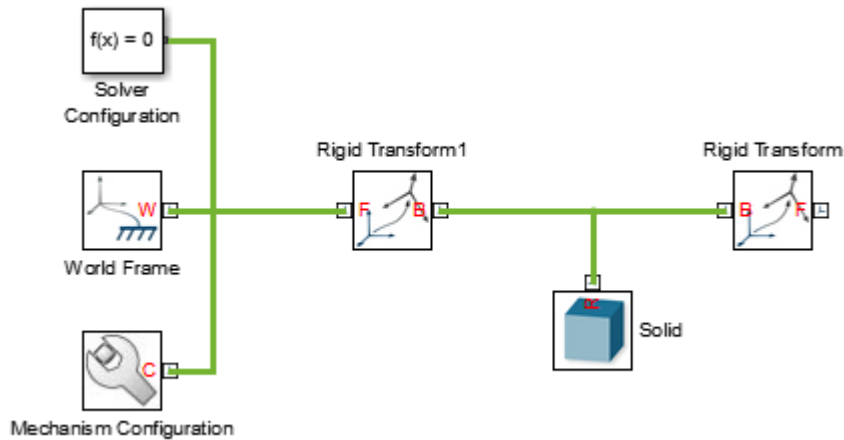 f(x) = 0
Solver
Configuration
Rigid Transform1
Rigid Transform
W
F
B
B
F
World Frame
R
Solid
C
Mechanism Configuration